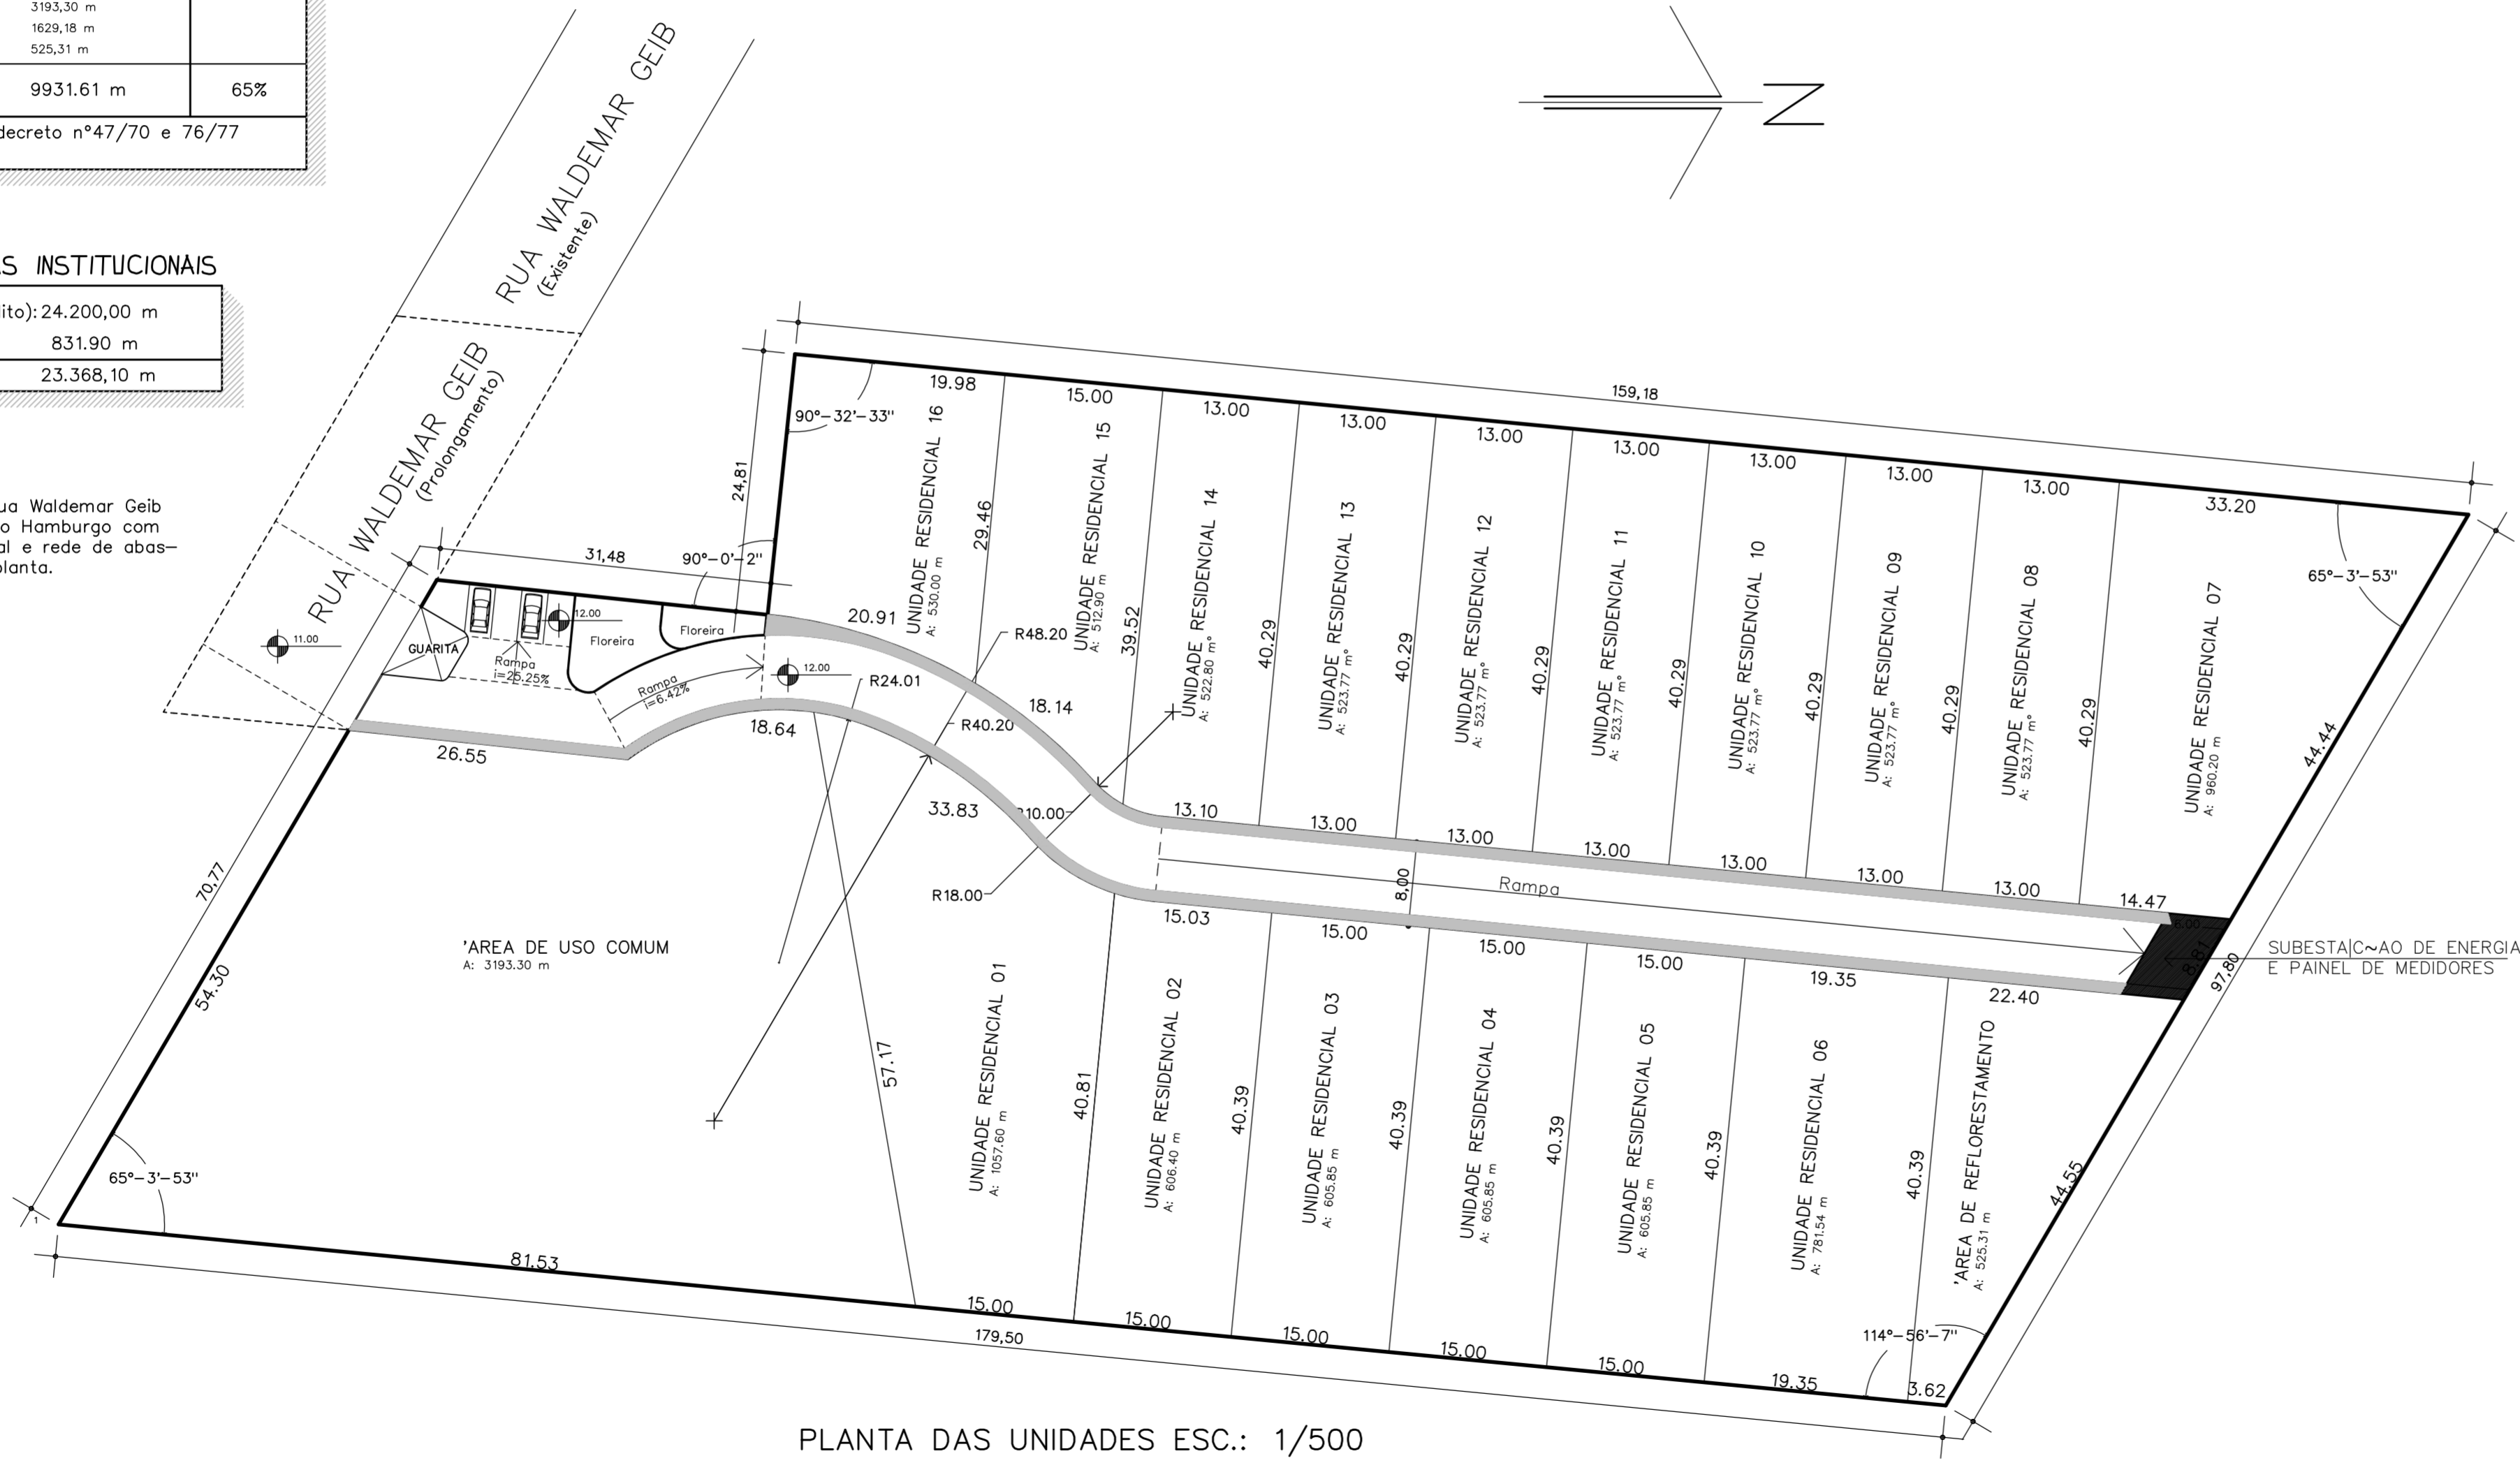 3193,30 m
1629,18 m
525,31 m
9931.61 m
65%
decreto n°47/70 e 76/77
AS INSTITUCIONAIS
ito): 24.200,00 m
831.90 m
23.368,10 m
ua Waldemar Geib
o Hamburgo com
al e rede de abas-
planta.
RUA WALDEMAR GEIB
(Existente)
RUA WALDEMAR GEIB
(Prolongamento)
N
159,18
24,81
31,48
90°-32'-33"
90°-0'-2"
65°-3'-53"
19.98
15.00
13.00
13.00
13.00
13.00
13.00
13.00
13.00
33.20
UNIDADE RESIDENCIAL 16
A: 530.00 m
29.46
UNIDADE RESIDENCIAL 15
A: 512.90 m
39.52
UNIDADE RESIDENCIAL 14
A: 522.80 m°
40.29
UNIDADE RESIDENCIAL 13
A: 523.77 m°
40.29
UNIDADE RESIDENCIAL 12
A: 523.77 m°
40.29
UNIDADE RESIDENCIAL 11
A: 523.77 m°
40.29
UNIDADE RESIDENCIAL 10
A: 523.77 m°
40.29
UNIDADE RESIDENCIAL 09
A: 523.77 m°
40.29
UNIDADE RESIDENCIAL 08
A: 523.77 m°
40.29
UNIDADE RESIDENCIAL 07
A: 960.20 m
44.44
11.00
GUARITA
Rampa
i=25.25%
12.00
Floreira
Floreira
Rampa
i=6.42%
12.00
20.91
R48.20
R24.01
R40.20
18.14
18.64
26.55
33.83
R10.00
R18.00
13.10
13.00
13.00
13.00
13.00
13.00
13.00
14.47
8,00
Rampa
6.00
8.81
97,80
SUBESTA|C~AO DE ENERGIA
E PAINEL DE MEDIDORES
15.03
15.00
15.00
15.00
19.35
22.40
70,77
54.30
'AREA DE USO COMUM
A: 3193.30 m
57.17
UNIDADE RESIDENCIAL 01
A: 1057.60 m
40.81
UNIDADE RESIDENCIAL 02
A: 606.40 m
40.39
UNIDADE RESIDENCIAL 03
A: 605.85 m
40.39
UNIDADE RESIDENCIAL 04
A: 605.85 m
40.39
UNIDADE RESIDENCIAL 05
A: 605.85 m
40.39
UNIDADE RESIDENCIAL 06
A: 781.54 m
40.39
'AREA DE REFLORESTAMENTO
A: 525.31 m
44.55
65°-3'-53"
1
114°-56'-7"
81.53
15.00
15.00
15.00
15.00
15.00
19.35
3.62
179,50
PLANTA DAS UNIDADES ESC.: 1/500